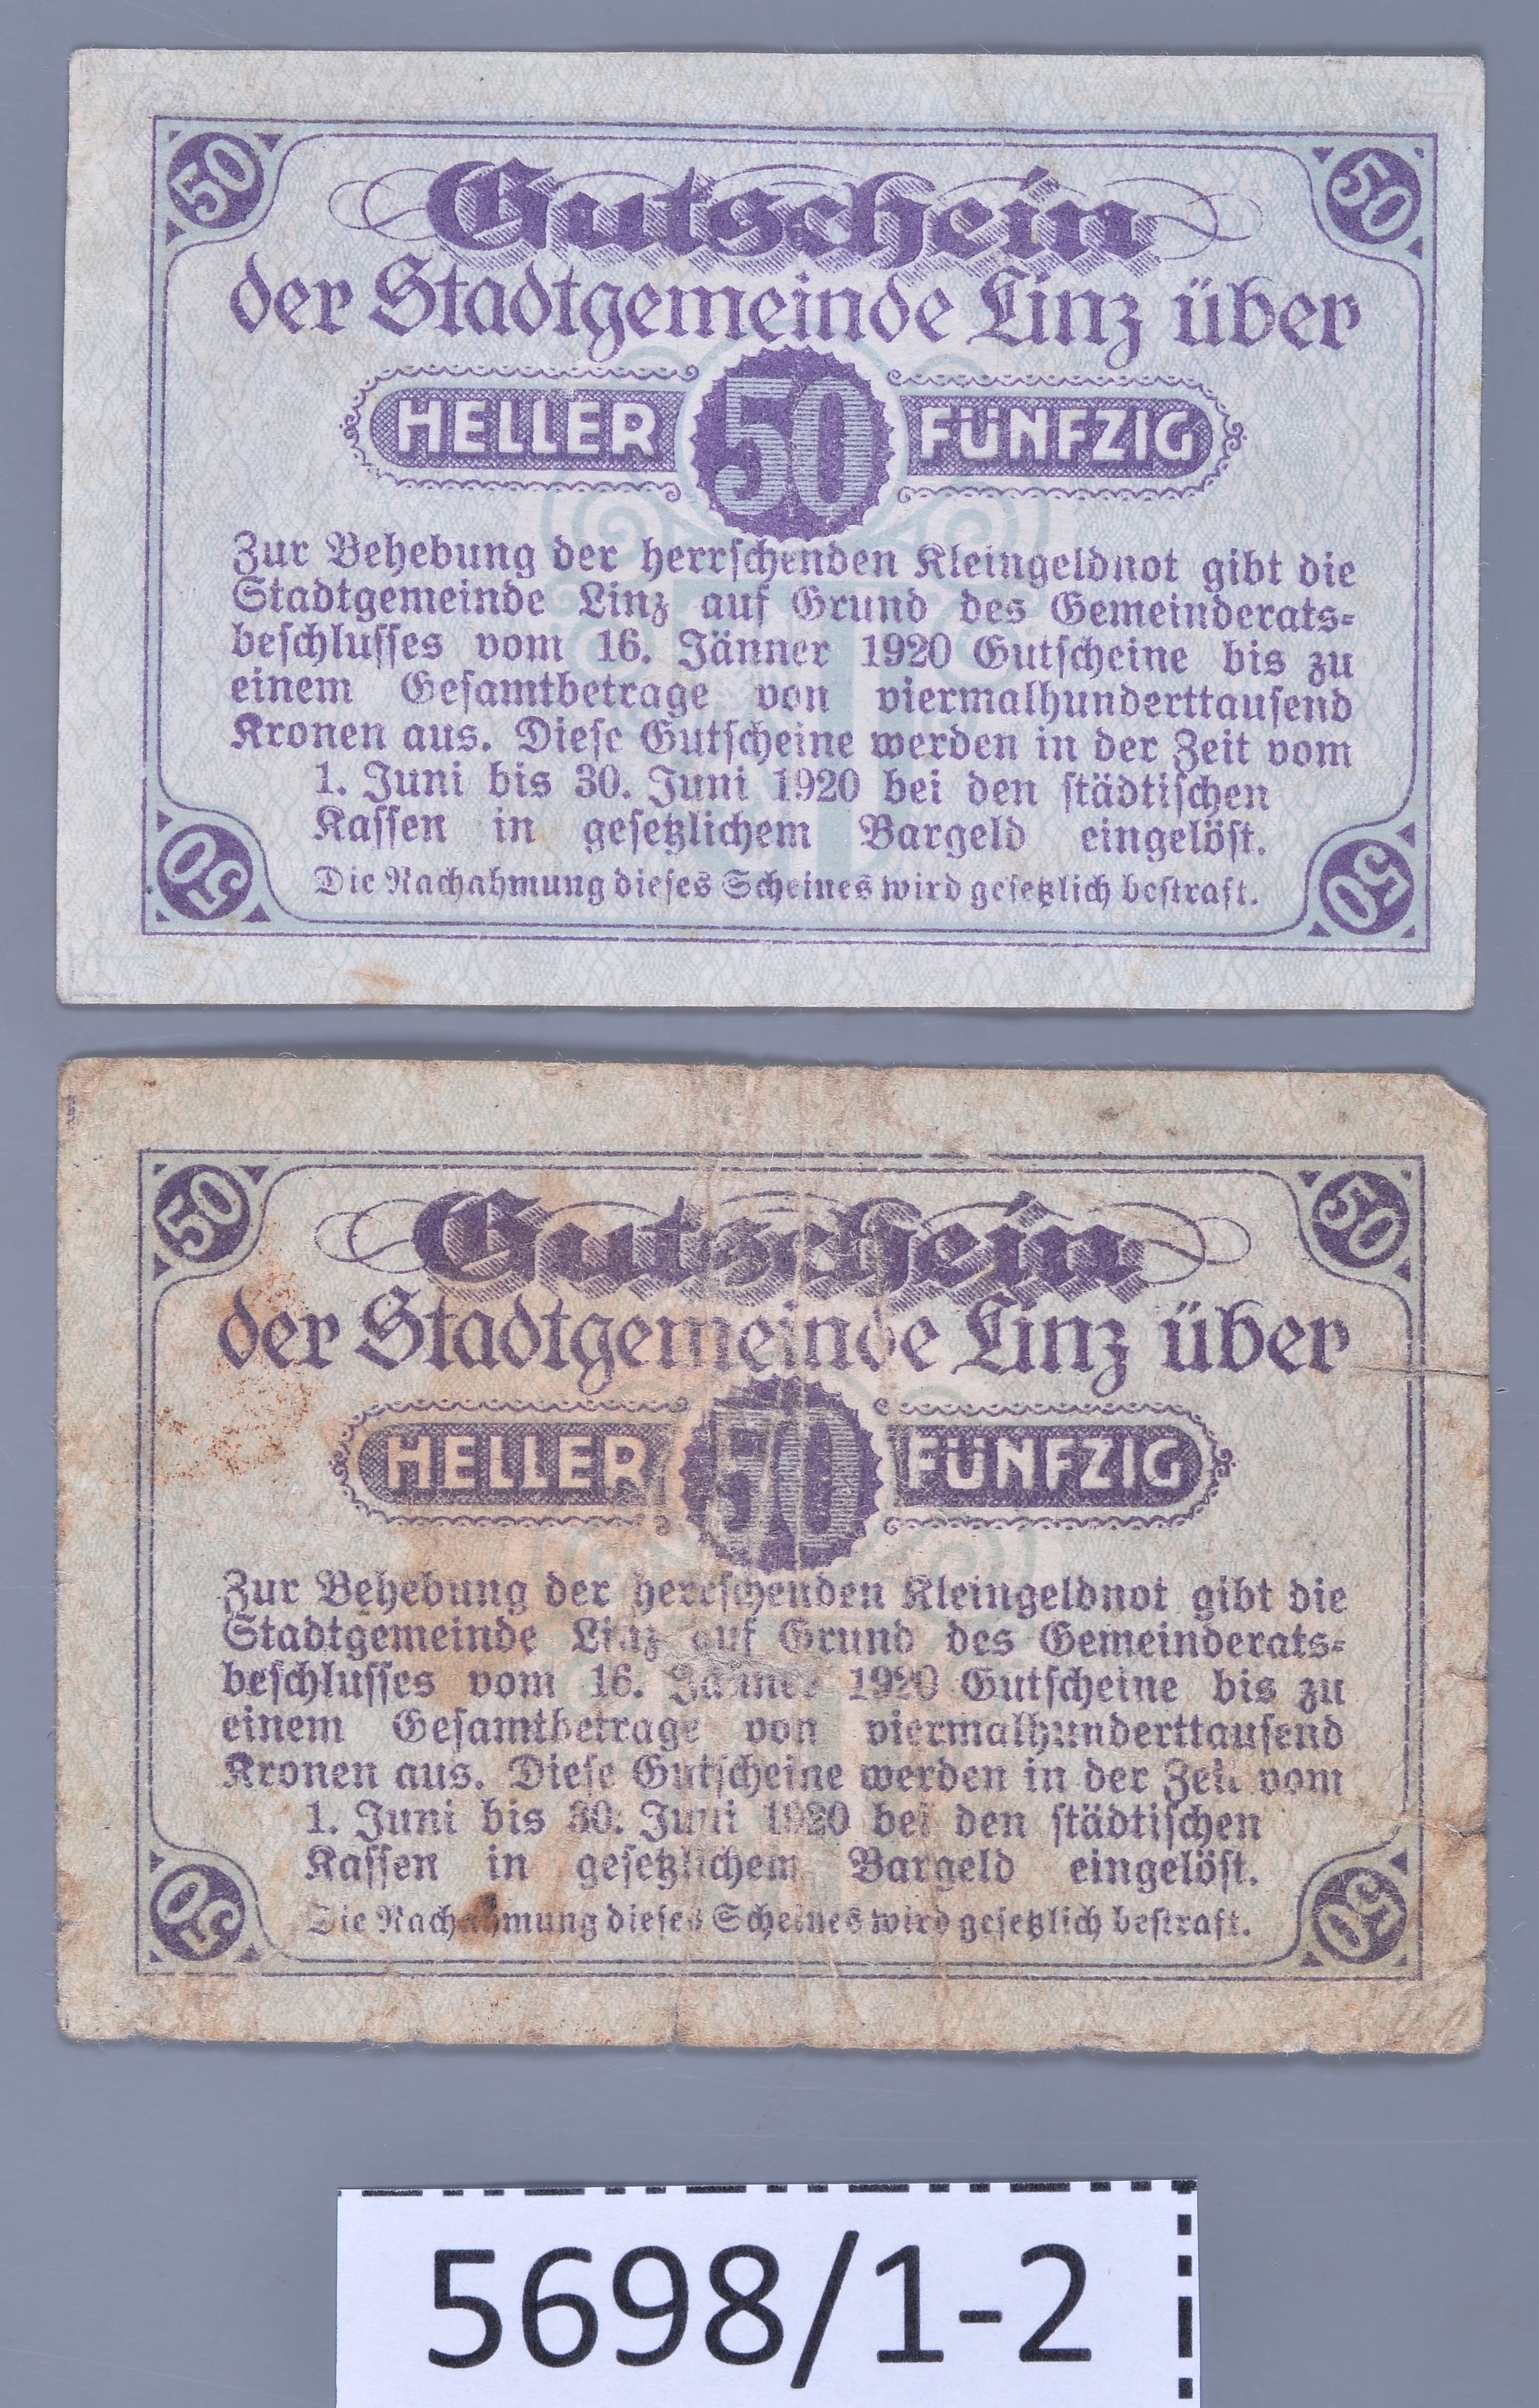 50
50
Gutschein
der Stadtgemeinde Linz über
HELLER 50 FÜNFZIG
Zur Behebung der herrschenden Kleingeldnot gibt die
Stadtgemeinde Linz auf Grund des Gemeinderats-
beschlusses vom 16. Jänner 1920 Gutscheine bis zu
einem Gesamtbetrage von viermalhunderttausend
Kronen aus. Diese Gutscheine werden in der Zeit vom
1. Juni bis 30. Juni 1920 bei den städtischen
Kassen in gesetzlichem Bargeld eingelöst.
Die Nachahmung dieses Scheines wird gesetzlich bestraft.
50
50
50
50
Gutschein
der Stadtgemeinde Linz über
HELLER 50 FÜNFZIG
Zur Behebung der herrschenden Kleingeldnot gibt die
Stadtgemeinde Linz auf Grund des Gemeinderats-
beschlusses vom 16. Jänner 1920 Gutscheine bis zu
einem Gesamtbetrage von viermalhunderttausend
Kronen aus. Diese Gutscheine werden in der Zeit vom
1. Juni bis 30. Juni 1920 bei den städtischen
Kassen in gesetzlichem Bargeld eingelöst.
Die Nachahmung dieses Scheines wird gesetzlich bestraft.
50
50
5698/1-2